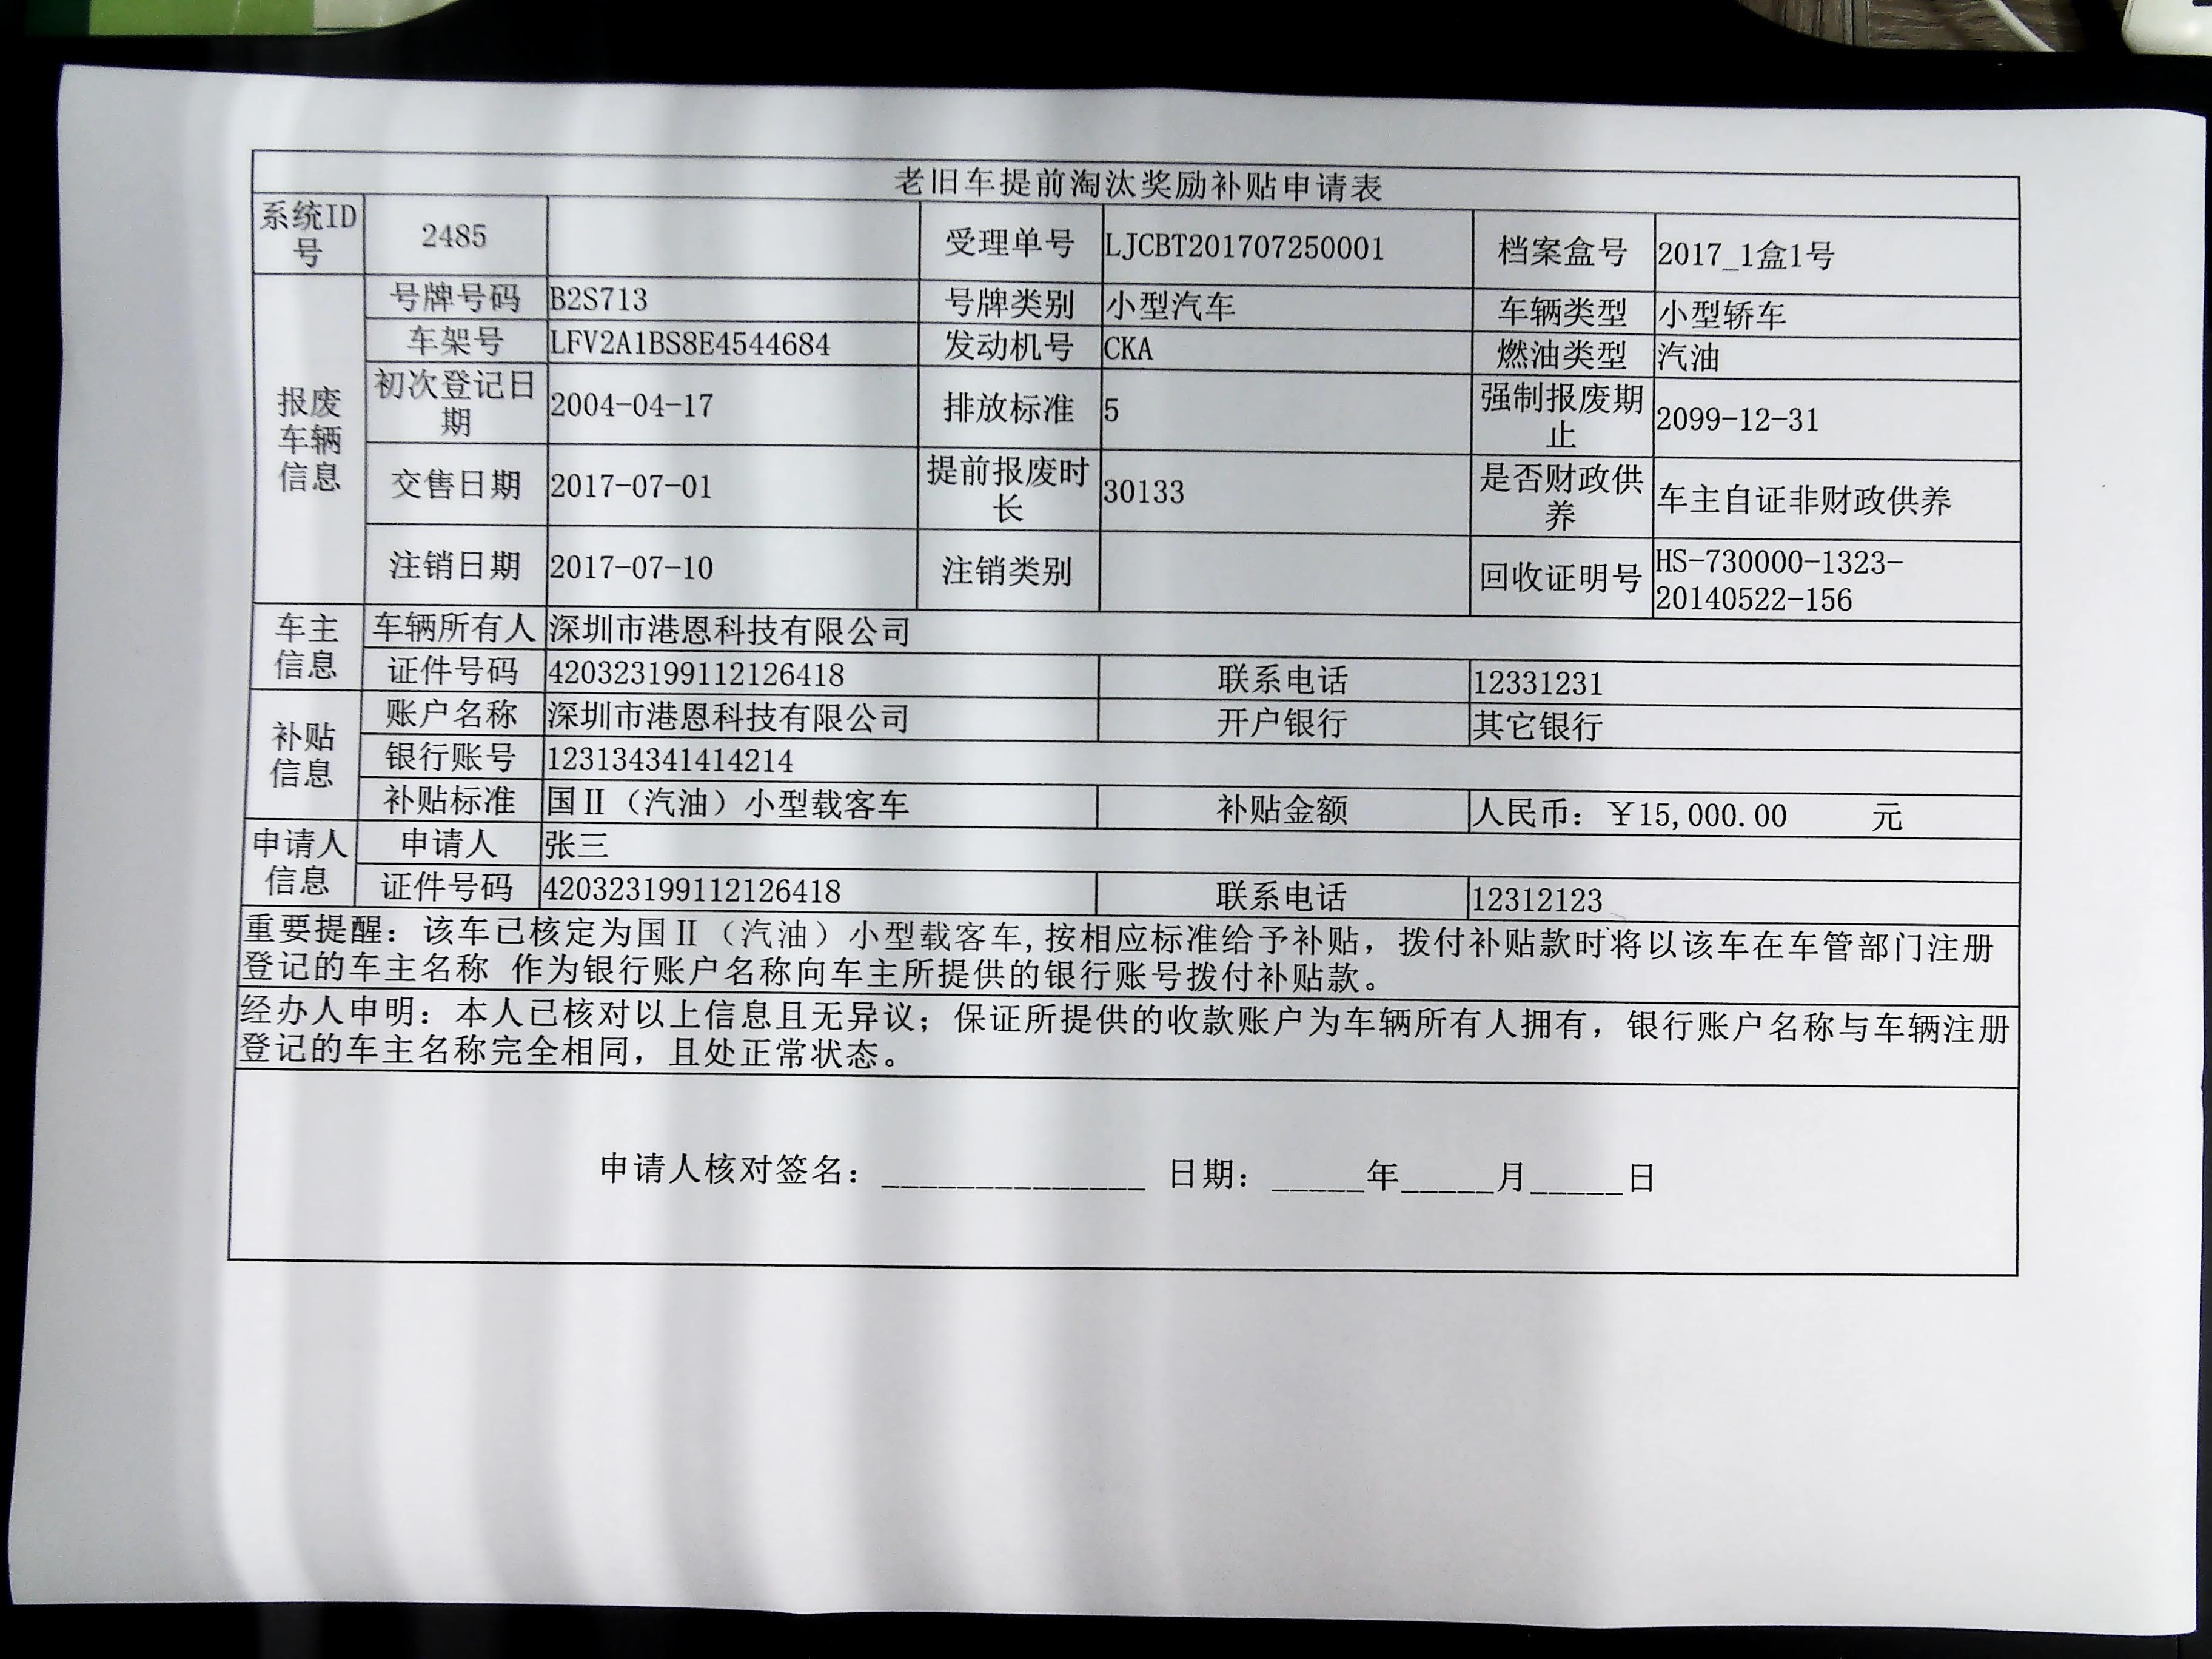 老旧车提前淘汰奖励补贴申请表
系统ID号 2485 受理单号 LJCBT201707250001 档案盒号 2017_1盒1号
报废车辆信息
号牌号码 B2S713 号牌类别 小型汽车 车辆类型 小型轿车
车架号 LFV2A1BS8E4544684 发动机号 CKA 燃油类型 汽油
初次登记日期 2004-04-17 排放标准 5 强制报废期止 2099-12-31
交售日期 2017-07-01 提前报废时长 30133 是否财政供养 车主自证非财政供养
注销日期 2017-07-10 注销类别 回收证明号 HS-730000-1323-20140522-156
车主信息
车辆所有人 深圳市港恩科技有限公司
证件号码 420323199112126418 联系电话 12331231
补贴信息
账户名称 深圳市港恩科技有限公司 开户银行 其它银行
银行账号 123134341414214
补贴标准 国Ⅱ（汽油）小型载客车 补贴金额 人民币：￥15,000.00 元
申请人信息
申请人 张三
证件号码 420323199112126418 联系电话 12312123
重要提醒：该车已核定为国Ⅱ（汽油）小型载客车,按相应标准给予补贴，拨付补贴款时将以该车在车管部门注册
登记的车主名称 作为银行账户名称向车主所提供的银行账号拨付补贴款。
经办人申明：本人已核对以上信息且无异议；保证所提供的收款账户为车辆所有人拥有，银行账户名称与车辆注册
登记的车主名称完全相同，且处正常状态。
申请人核对签名：______________ 日期：_____年_____月_____日